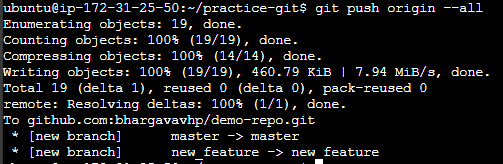 ubuntu@ip-172-31-25-50:~/practice-git$ git push origin --all
Enumerating objects: 19, done.
Counting objects: 100% (19/19), done.
Compressing objects: 100% (14/14), done.
Writing objects: 100% (19/19), 460.79 KiB | 7.94 MiB/s, done.
Total 19 (delta 1), reused 0 (delta 0), pack-reused 0
remote: Resolving deltas: 100% (1/1), done.
To github.com:bhargavavhp/demo-repo.git
 * [new branch]      master -> master
 * [new branch]      new_feature -> new_feature